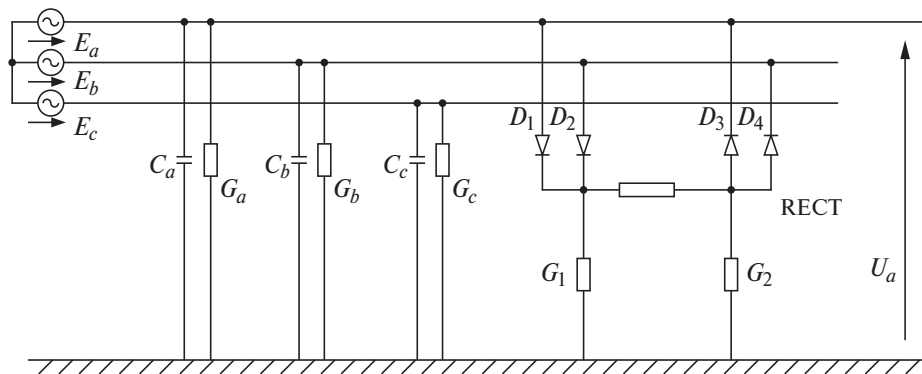 E_a
E_b
E_c
D_1 D_2 D_3 D_4
C_a G_a C_b G_b C_c G_c
RECT
G_1 G_2 U_a